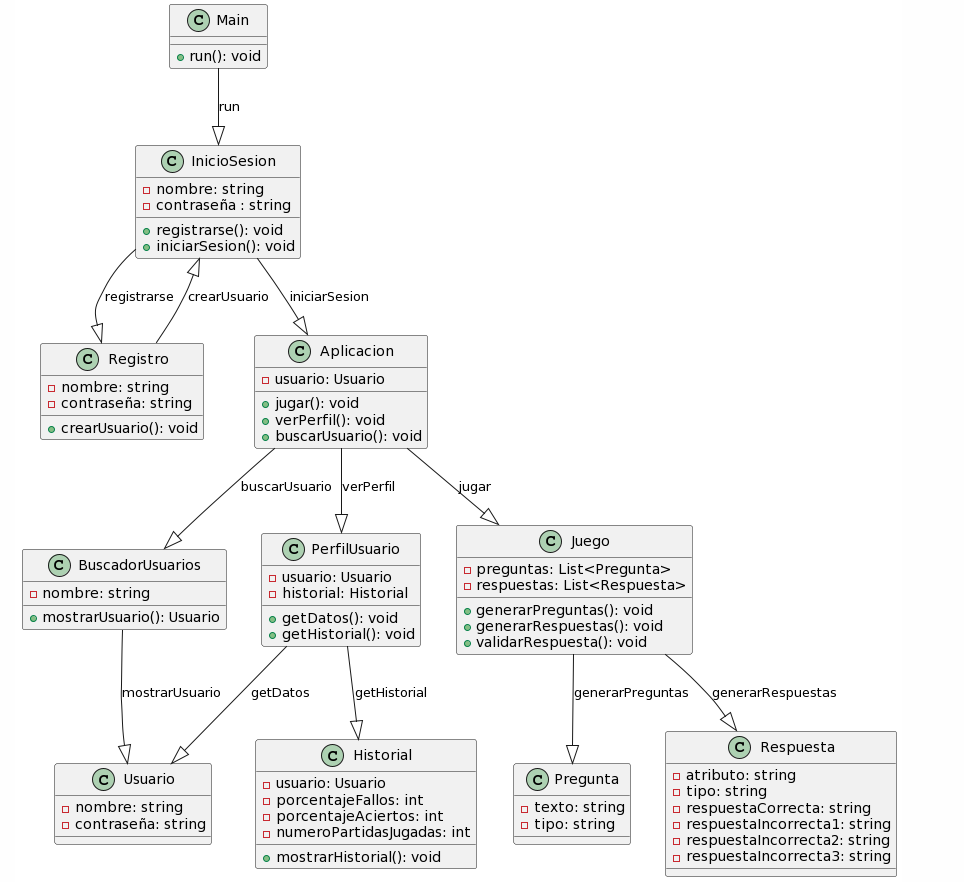 C Main
run(): void
run
C InicioSesion
nombre: string
contraseña : string
registrarse(): void
iniciarSesion(): void
registrarse
crearUsuario
iniciarSesion
C Registro
nombre: string
contraseña: string
crearUsuario(): void
C Aplicacion
usuario: Usuario
jugar(): void
verPerfil(): void
buscarUsuario(): void
buscarUsuario
verPerfil
jugar
C BuscadorUsuarios
nombre: string
mostrarUsuario(): Usuario
C PerfilUsuario
usuario: Usuario
historial: Historial
getDatos(): void
getHistorial(): void
C Juego
preguntas: List<Pregunta>
respuestas: List<Respuesta>
generarPreguntas(): void
generarRespuestas(): void
validarRespuesta(): void
mostrarUsuario
getDatos
getHistorial
generarPreguntas
generarRespuestas
C Usuario
nombre: string
contraseña: string
C Historial
usuario: Usuario
porcentajeFallos: int
porcentajeAciertos: int
numeroPartidasJugadas: int
mostrarHistorial(): void
C Pregunta
texto: string
tipo: string
C Respuesta
atributo: string
tipo: string
respuestaCorrecta: string
respuestaIncorrecta1: string
respuestaIncorrecta2: string
respuestaIncorrecta3: string